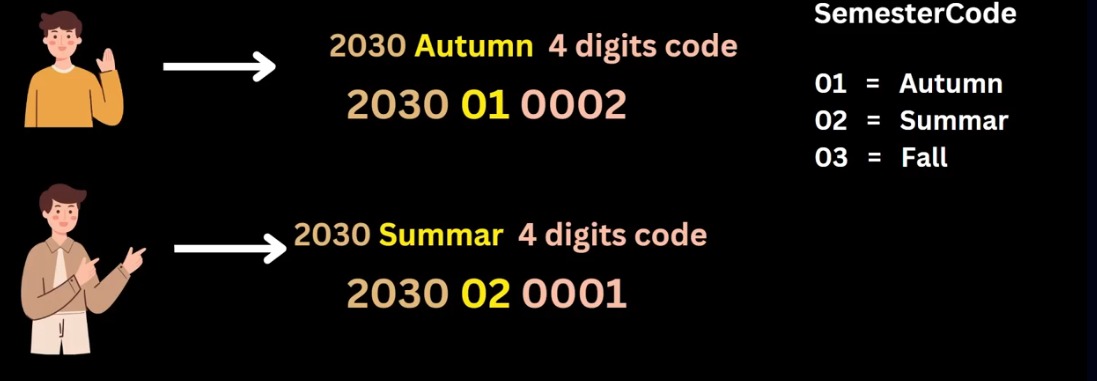 2030 Autumn 4 digits code
2030 01 0002
2030 Summar 4 digits code
2030 02 0001
SemesterCode
01 = Autumn
02 = Summar
03 = Fall